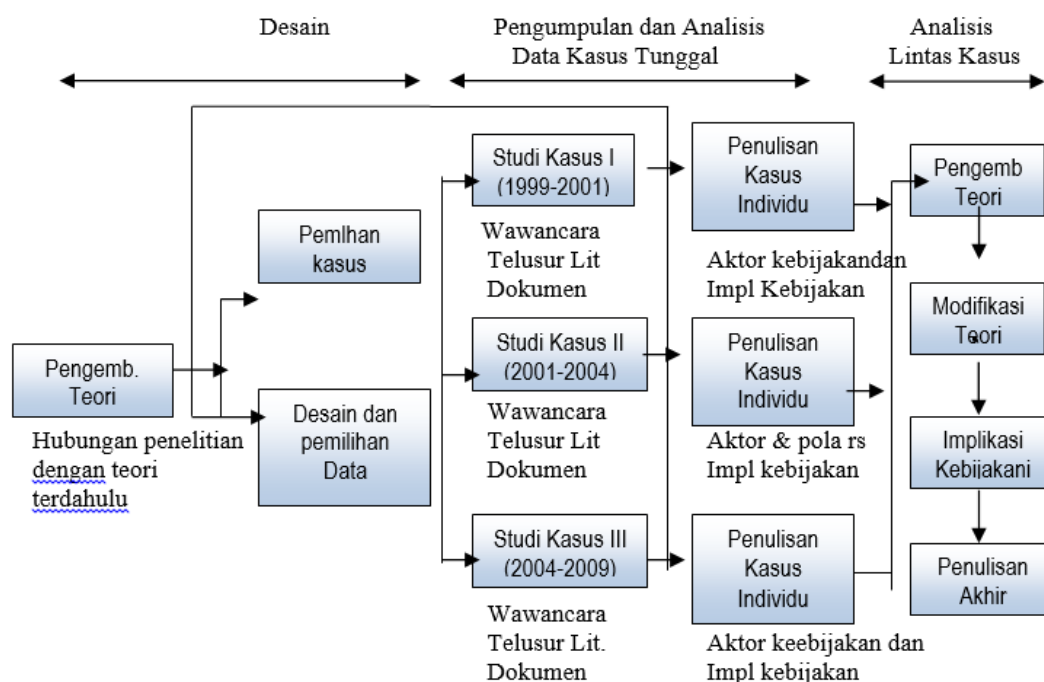 Desain
Pengumpulan dan Analisis
Data Kasus Tunggal
Analisis
Lintas Kasus
Pengemb.
Teori
Hubungan penelitian
dengan teori
terdahulu
Pemlhan
kasus
Desain dan
pemilihan
Data
Studi Kasus I
(1999-2001)
Wawancara
Telusur Lit
Dokumen
Studi Kasus II
(2001-2004)
Wawancara
Telusur Lit
Dokumen
Studi Kasus III
(2004-2009)
Wawancara
Telusur Lit.
Dokumen
Penulisan
Kasus
Individu
Aktor kebijakandan
Impl Kebijakan
Penulisan
Kasus
Individu
Aktor & pola rs
Impl kebijakan
Penulisan
Kasus
Individu
Aktor keebijakan dan
Impl kebijakan
Pengemb
Teori
Modifikasi
Teori
Implikasi
Kebijakani
Penulisan
Akhir